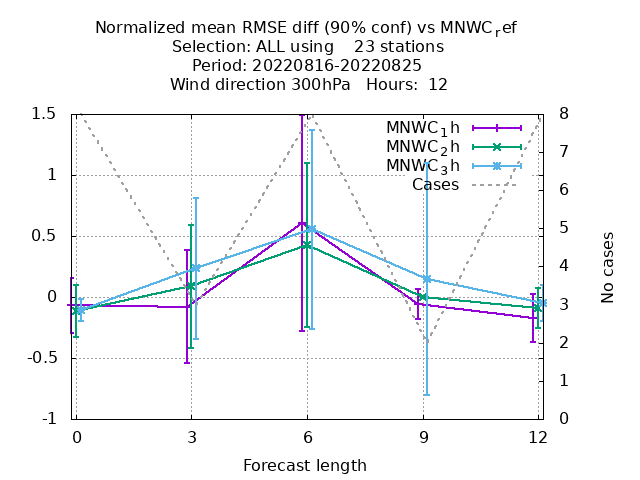 Normalized mean RMSE diff (90% conf) vs MNWC_ref
Selection: ALL using    23 stations
Period: 20220816-20220825
Wind direction 300hPa   Hours:  12
1.5
1
0.5
0
-0.5
-1
8
7
6
5
4
3
2
1
0
MNWC_1h
MNWC_2h
MNWC_3h
Cases
No cases
0 3 6 9 12
Forecast length